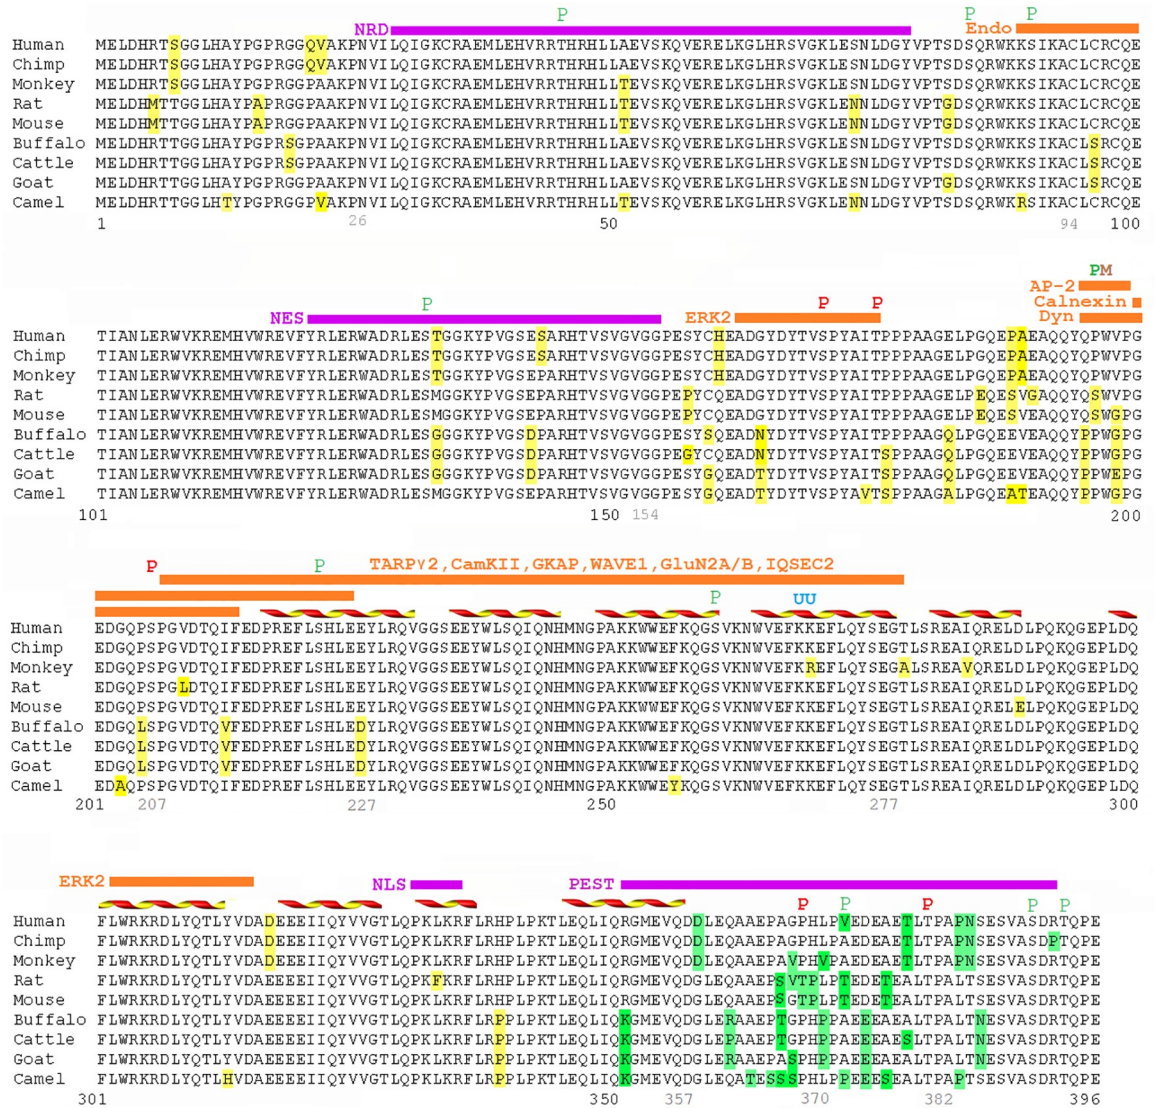 P P P
NRD Endo
Human MELDHRTSGGLHAYPGPRGGQVAKPNVILQIGKCRAEMLEHVRRTHRHLLAEVSKQVERELKGLHRSVGKLESNLDGYVPTSDSQRWKKSIKACLCRCQE
Chimp MELDHRTSGGLHAYPGPRGGQVAKPNVILQIGKCRAEMLEHVRRTHRHLLAEVSKQVERELKGLHRSVGKLESNLDGYVPTSDSQRWKKSIKACLCRCQE
Monkey MELDHRTSGGLHAYPGPRGGPAAKPNVILQIGKCRAEMLEHVRRTHRHLLTEVSKQVERELKGLHRSVGKLESNLDGYVPTSDSQRWKKSIKACLCRCQE
Rat MELDHMTTGGLHAYPAPRGGPAAKPNVILQIGKCRAEMLEHVRRTHRHLLTEVSKQVERELKGLHRSVGKLENNLDGYVPTGDSQRWKKSIKACLCRCQE
Mouse MELDHMTTGGLHAYPAPRGGPAAKPNVILQIGKCRAEMLEHVRRTHRHLLTEVSKQVERELKGLHRSVGKLENNLDGYVPTGDSQRWKKSIKACLCRCQE
Buffalo MELDHRTTGGLHAYPGPRSGPAAKPNVILQIGKCRAEMLEHVRRTHRHLLAEVSKQVERELKGLHRSVGKLESNLDGYVPTSDSQRWKKSIKACLSRCQE
Cattle MELDHRTTGGLHAYPGPRSGPAAKPNVILQIGKCRAEMLEHVRRTHRHLLAEVSKQVERELKGLHRSVGKLESNLDGYVPTSDSQRWKKSIKACLSRCQE
Goat MELDHRTTGGLHAYPGPRGGPAAKPNVILQIGKCRAEMLEHVRRTHRHLLAEVSKQVERELKGLHRSVGKLESNLDGYVPTGDSQRWKKSIKACLSRCQE
Camel MELDHRTTGGLHTYPGPRGGPVAKPNVILQIGKCRAEMLEHVRRTHRHLLTEVSKQVERELKGLHRSVGKLENNLDGYVPTSDSQRWKRSIKACLCRCQE
1 26 50 94 100
PM
AP-2
P P P Calnexin
NES ERK2 Dyn
Human TIANLERWVKREMHVWREVFYRLERWADRLESTGGKYPVGSESARHTVSVGVGGPESYCHEADGYDYTVSPYAITPPPAAGELPGQEPAEAQQYQPWVPG
Chimp TIANLERWVKREMHVWREVFYRLERWADRLESTGGKYPVGSESARHTVSVGVGGPESYCHEADGYDYTVSPYAITPPPAAGELPGQEPAEAQQYQPWVPG
Monkey TIANLERWVKREMHVWREVFYRLERWADRLESTGGKYPVGSEPARHTVSVGVGGPESYCHEADGYDYTVSPYAITPPPAAGELPGQEPAEAQQYQPWVPG
Rat TIANLERWVKREMHVWREVFYRLERWADRLESMGGKYPVGSEPARHTVSVGVGGPEPYCQEADGYDYTVSPYAITPPPAAGELPEQESVGAQQYQSWVPG
Mouse TIANLERWVKREMHVWREVFYRLERWADRLESMGGKYPVGSEPARHTVSVGVGGPEPYCQEADGYDYTVSPYAITPPPAAGELPEQESVEAQQYQSWGPG
Buffalo TIANLERWVKREMHVWREVFYRLERWADRLESGGGKYPVGSDPARHTVSVGVGGPESYSQEADNYDYTVSPYAITPPPAAGQLPGQEEVEAQQYPPWGPG
Cattle TIANLERWVKREMHVWREVFYRLERWADRLESGGGKYPVGSDPARHTVSVGVGGPEGYCQEADNYDYTVSPYAITSPPAAGQLPGQEEVEAQQYPPWGPG
Goat TIANLERWVKREMHVWREVFYRLERWADRLESGGGKYPVGSDPARHTVSVGVGGPESYGQEADTYDYTVSPYAITSPPAAGQLPGQEEVEAQQYPPWEPG
Camel TIANLERWVKREMHVWREVFYRLERWADRLESMGGKYPVGSEPARHTVSVGVGGPESYGQEADTYDYTVSPYAVTSPPAAGALPGQEATEAQQYPPWGPG
101 150 154 200
P P TARPγ2,CamKII,GKAP,WAVE1,GluN2A/B,IQSEC2
P UU
Human EDGQPSPGVDTQIFEDPREFLSHLEEYLRQVGGSEEYWLSQIQNHMNGPAKKWWEFKQGSVKNWVEFKKEFLQYSEGTLSREAIQRELDLPQKQGEPLDQ
Chimp EDGQPSPGVDTQIFEDPREFLSHLEEYLRQVGGSEEYWLSQIQNHMNGPAKKWWEFKQGSVKNWVEFKKEFLQYSEGTLSREAIQRELDLPQKQGEPLDQ
Monkey EDGQPSPGVDTQIFEDPREFLSHLEEYLRQVGGSEEYWLSQIQNHMNGPAKKWWEFKQGSVKNWVEFKREFLQYSEGALSREAVQRELDLPQKQGEPLDQ
Rat EDGQPSPGLDTQIFEDPREFLSHLEEYLRQVGGSEEYWLSQIQNHMNGPAKKWWEFKQGSVKNWVEFKKEFLQYSEGTLSREAIQRELDLPQKQGEPLDQ
Mouse EDGQPSPGVDTQIFEDPREFLSHLEEYLRQVGGSEEYWLSQIQNHMNGPAKKWWEFKQGSVKNWVEFKKEFLQYSEGTLSREAIQRELELPQKQGEPLDQ
Buffalo EDGQLSPGVDTQVFEDPREFLSHLEDYLRQVGGSEEYWLSQIQNHMNGPAKKWWEFKQGSVKNWVEFKKEFLQYSEGTLSREAIQRELDLPQKQGEPLDQ
Cattle EDGQLSPGVDTQVFEDPREFLSHLEDYLRQVGGSEEYWLSQIQNHMNGPAKKWWEFKQGSVKNWVEFKKEFLQYSEGTLSREAIQRELDLPQKQGEPLDQ
Goat EDGQLSPGVDTQVFEDPREFLSHLEDYLRQVGGSEEYWLSQIQNHMNGPAKKWWEFKQGSVKNWVEFKKEFLQYSEGTLSREAIQRELDLPQKQGEPLDQ
Camel EDAQPSPGVDTQIFEDPREFLSHLEEYLRQVGGSEEYWLSQIQNHMNGPAKKWWEYKQGSVKNWVEFKKEFLQYSEGTLSREAIQRELDLPQKQGEPLDQ
201 207 227 250 277 300
ERK2 NLS PEST
P P P P P
Human FLWRKRDLYQTLYVDADEEEIIQYVVGTLQPKLKRFLRHPLPKTLEQLIQRGMEVQDDLEQAAEPAGPHLPVEDEAETLTPAPNSESVASDRTQPE
Chimp FLWRKRDLYQTLYVDADEEEIIQYVVGTLQPKLKRFLRHPLPKTLEQLIQRGMEVQDDLEQAAEPAGPHLPAEDEAETLTPAPNSESVASDPTQPE
Monkey FLWRKRDLYQTLYVDADEEEIIQYVVGTLQPKLKRFLRHPLPKTLEQLIQRGMEVQDDLEQAAEPAVPHVPAEDEAETLTPAPNSESVASDRTQPE
Rat FLWRKRDLYQTLYVDAEEEEIIQYVVGTLQPKFKRFLRHPLPKTLEQLIQRGMEVQDGLEQAAEPSVTPLPTEDETEALTPALTSESVASDRTQPE
Mouse FLWRKRDLYQTLYVDAEEEEIIQYVVGTLQPKLKRFLRHPLPKTLEQLIQRGMEVQDGLEQAAEPSGTPLPTEDETEALTPALTSESVASDRTQPE
Buffalo FLWRKRDLYQTLYVDAEEEEIIQYVVGTLQPKLKRFLRPPLPKTLEQLIQKGMEVQDGLERAAEPTGPHPPAEEEAEALTPALTNESVASDRTQPE
Cattle FLWRKRDLYQTLYVDAEEEEIIQYVVGTLQPKLKRFLRPPLPKTLEQLIQKGMEVQDGLEPAAEPTGPHPPAEEEAESLTPALTNESVASDRTQPE
Goat FLWRKRDLYQTLYVDAEEEEIIQYVVGTLQPKLKRFLRPPLPKTLEQLIQKGMEVQDGLERAAEPASPHPPAEEEAEALTPALTNESVASDRTQPE
Camel FLWRKRDLYQTLHVDAEEEEIIQYVVGTLQPKLKRFLRPPLPKTLEQLIQKGMEVQDGLEQATESSSPHLPPEEESEALTPAPTSESVASDRTQPE
301 350 357 370 382 396